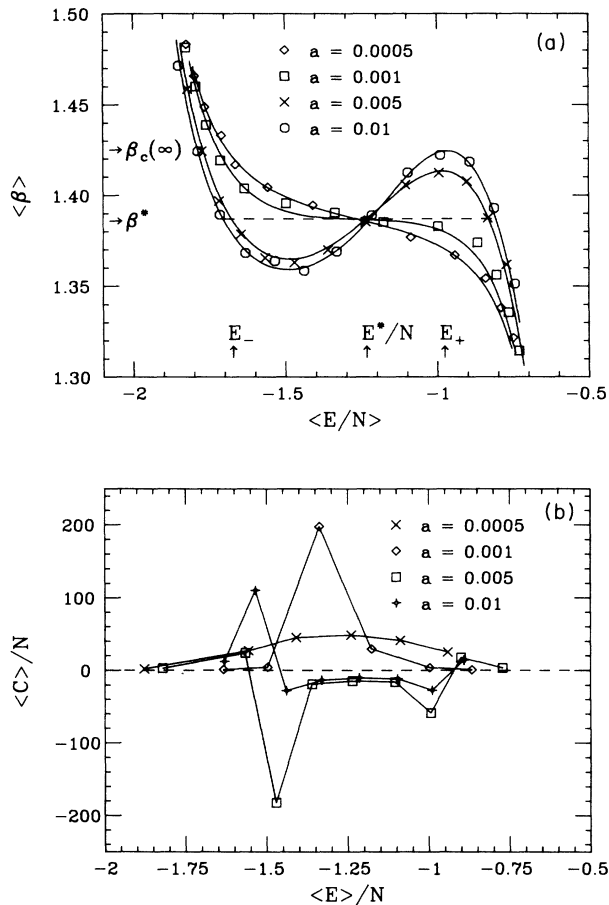 (a)
1.50
◇ a = 0.0005
□ a = 0.001
× a = 0.005
○ a = 0.01
1.45
→β_c(∞)
<β>
1.40
→β*
1.35
E_- E*/N E_+
↑ ↑ ↑
1.30
-2 -1.5 -1 -0.5
<E/N>
(b)
200
× a = 0.0005
◇ a = 0.001
□ a = 0.005
+ a = 0.01
100
<C>/N
0
-100
-200
-2 -1.75 -1.5 -1.25 -1 -0.75 -0.5
<E>/N